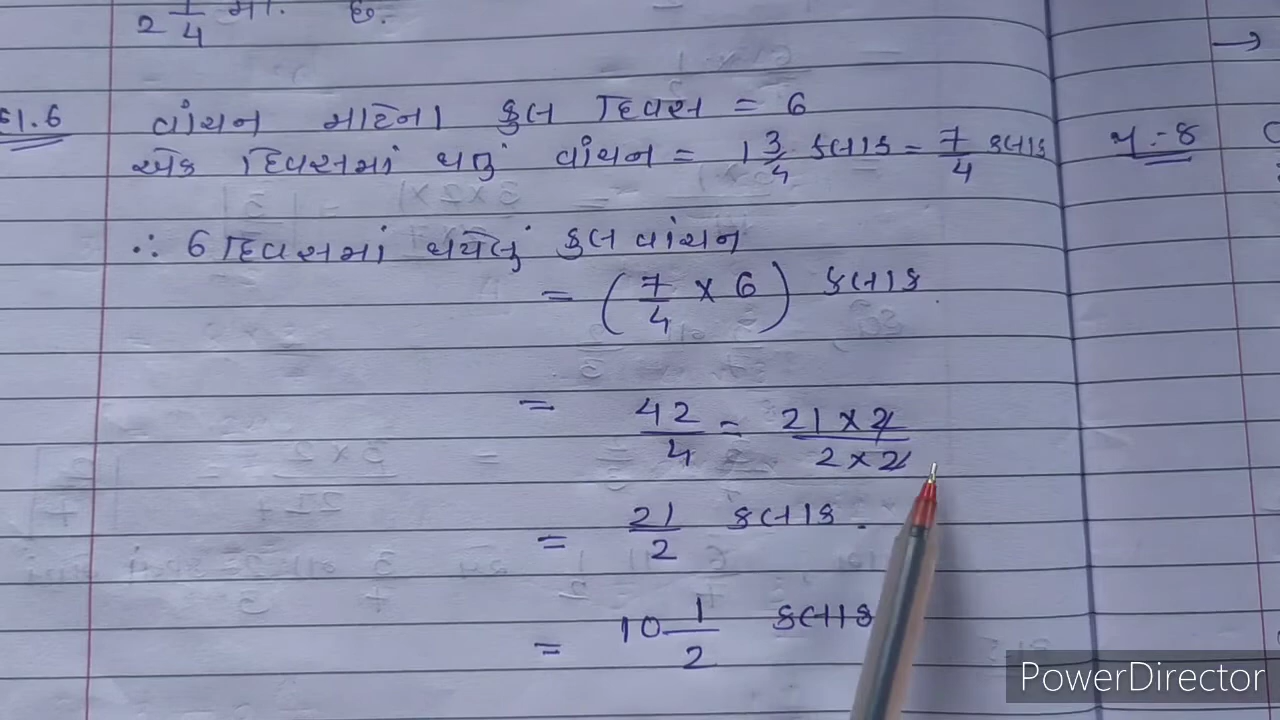 2 1/4 મી. છે.
દા.6 વાંચન માટેના કુલ દિવસ = 6
એક દિવસમાં થતું વાંચન = 1 3/4 કલાક = 7/4 કલાક
∴ 6 દિવસમાં થયેલું કુલ વાંચન
= (7/4 × 6) કલાક
= 42/4 = 21 × 2 / 2 × 2
= 21/2 કલાક.
= 10 1/2 કલાક
→
પ્ર.-8
PowerDirector